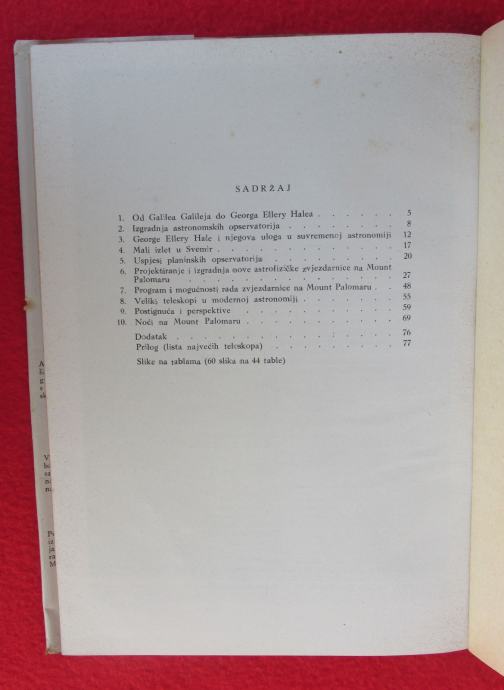 SADRŽAJ
1. Od Galilea Galileja do Georga Ellery Halea . . . . . . 5
2. Izgradnja astronomskih opservatorija . . . . . . . . 8
3. George Ellery Hale i njegova uloga u suvremenoj astronomiji 12
4. Mali izlet u Svemir . . . . . . . . . . . . . 17
5. Uspjesi planinskih opservatorija . . . . . . . . . 20
6. Projektiranje i izgradnja nove astrofizičke zvjezdarnice na Mount
Palomaru . . . . . . . . . . . . . . . . 27
7. Program i mogućnosti rada zvjezdarnice na Mount Palomaru . 48
8. Veliki teleskopi u modernoj astronomiji . . . . . . . 55
9. Postignuća i perspektive . . . . . . . . . . . . 59
10. Noći na Mount Palomaru . . . . . . . . . . . 69
Dodatak . . . . . . . . . . . . . . . . 76
Prilog (lista najvećih teleskopa) . . . . . . . . . 77
Slike na tablama (60 slika na 44 table)